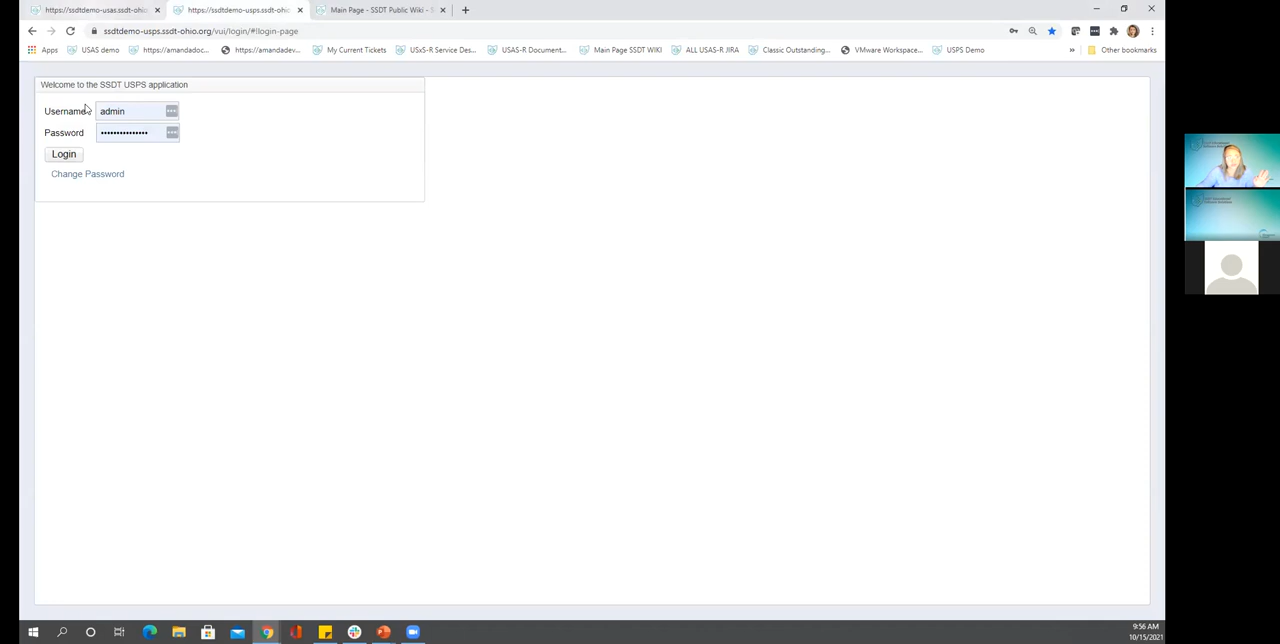 https://ssdtdemo-usas.ssdt-ohio.
https://ssdtdemo-usps.ssdt-ohio.
Main Page - SSDT Public Wiki - S
ssdtdemo-usps.ssdt-ohio.org/vui/login/#!login-page
Apps
USAS demo
https://amandadoc...
https://amandadev...
My Current Tickets
USxS-R Service Des...
USAS-R Document...
Main Page SSDT WIKI
ALL USAS-R JIRA
Classic Outstanding...
VMware Workspace...
USPS Demo
»
Other bookmarks
Welcome to the SSDT USPS application
Username
admin
Password
••••••••••••••
Login
Change Password
9:56 AM
10/15/2021